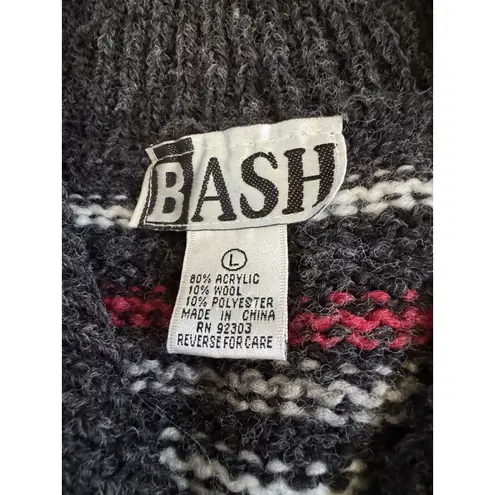 BASH
L
80% ACRYLIC
10% WOOL
10% POLYESTER
MADE IN CHINA
RN 92303
REVERSE FOR CARE